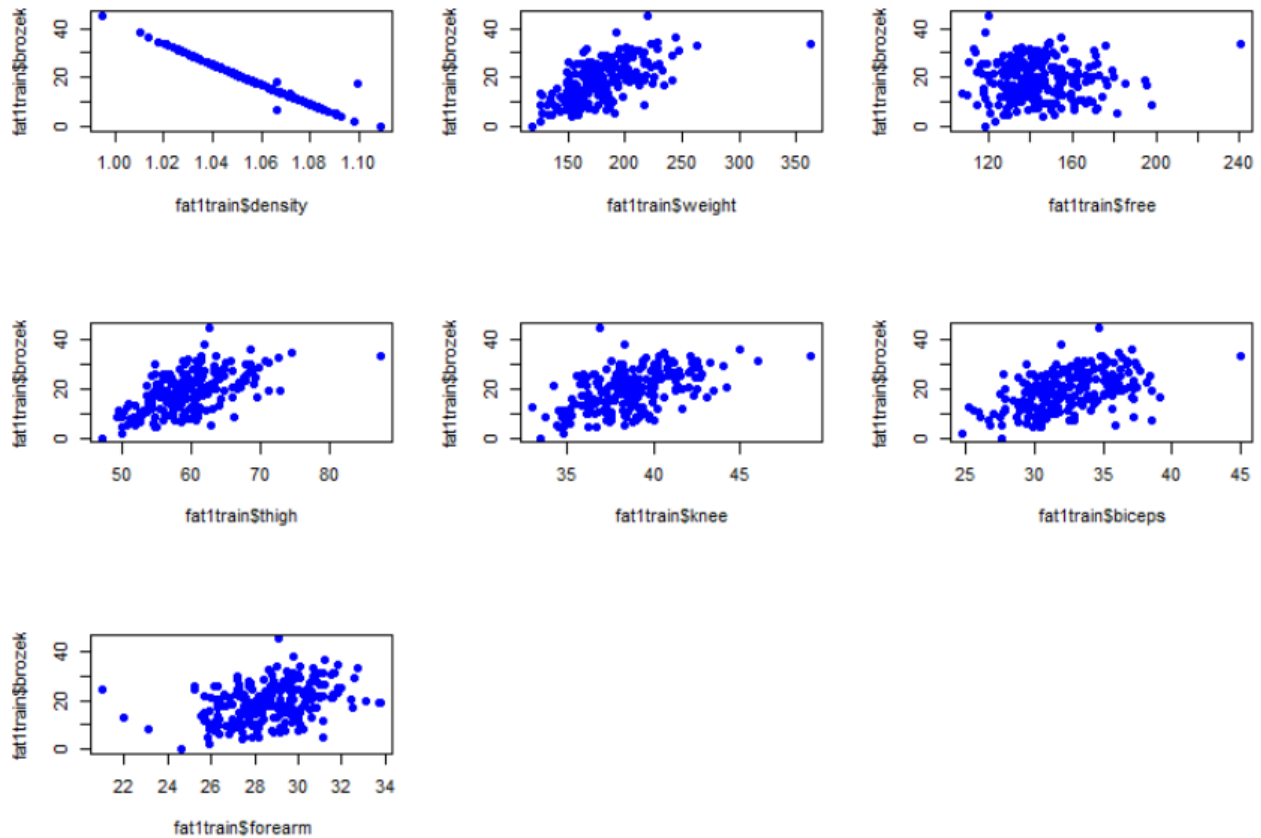 fat1train$brozek
0 20 40
1.00 1.02 1.04 1.06 1.08 1.10
fat1train$density
fat1train$brozek
0 20 40
150 200 250 300 350
fat1train$weight
fat1train$brozek
0 20 40
120 160 200 240
fat1train$free
fat1train$brozek
0 20 40
50 60 70 80
fat1train$thigh
fat1train$brozek
0 20 40
35 40 45
fat1train$knee
fat1train$brozek
0 20 40
25 30 35 40 45
fat1train$biceps
fat1train$brozek
0 20 40
22 24 26 28 30 32 34
fat1train$forearm